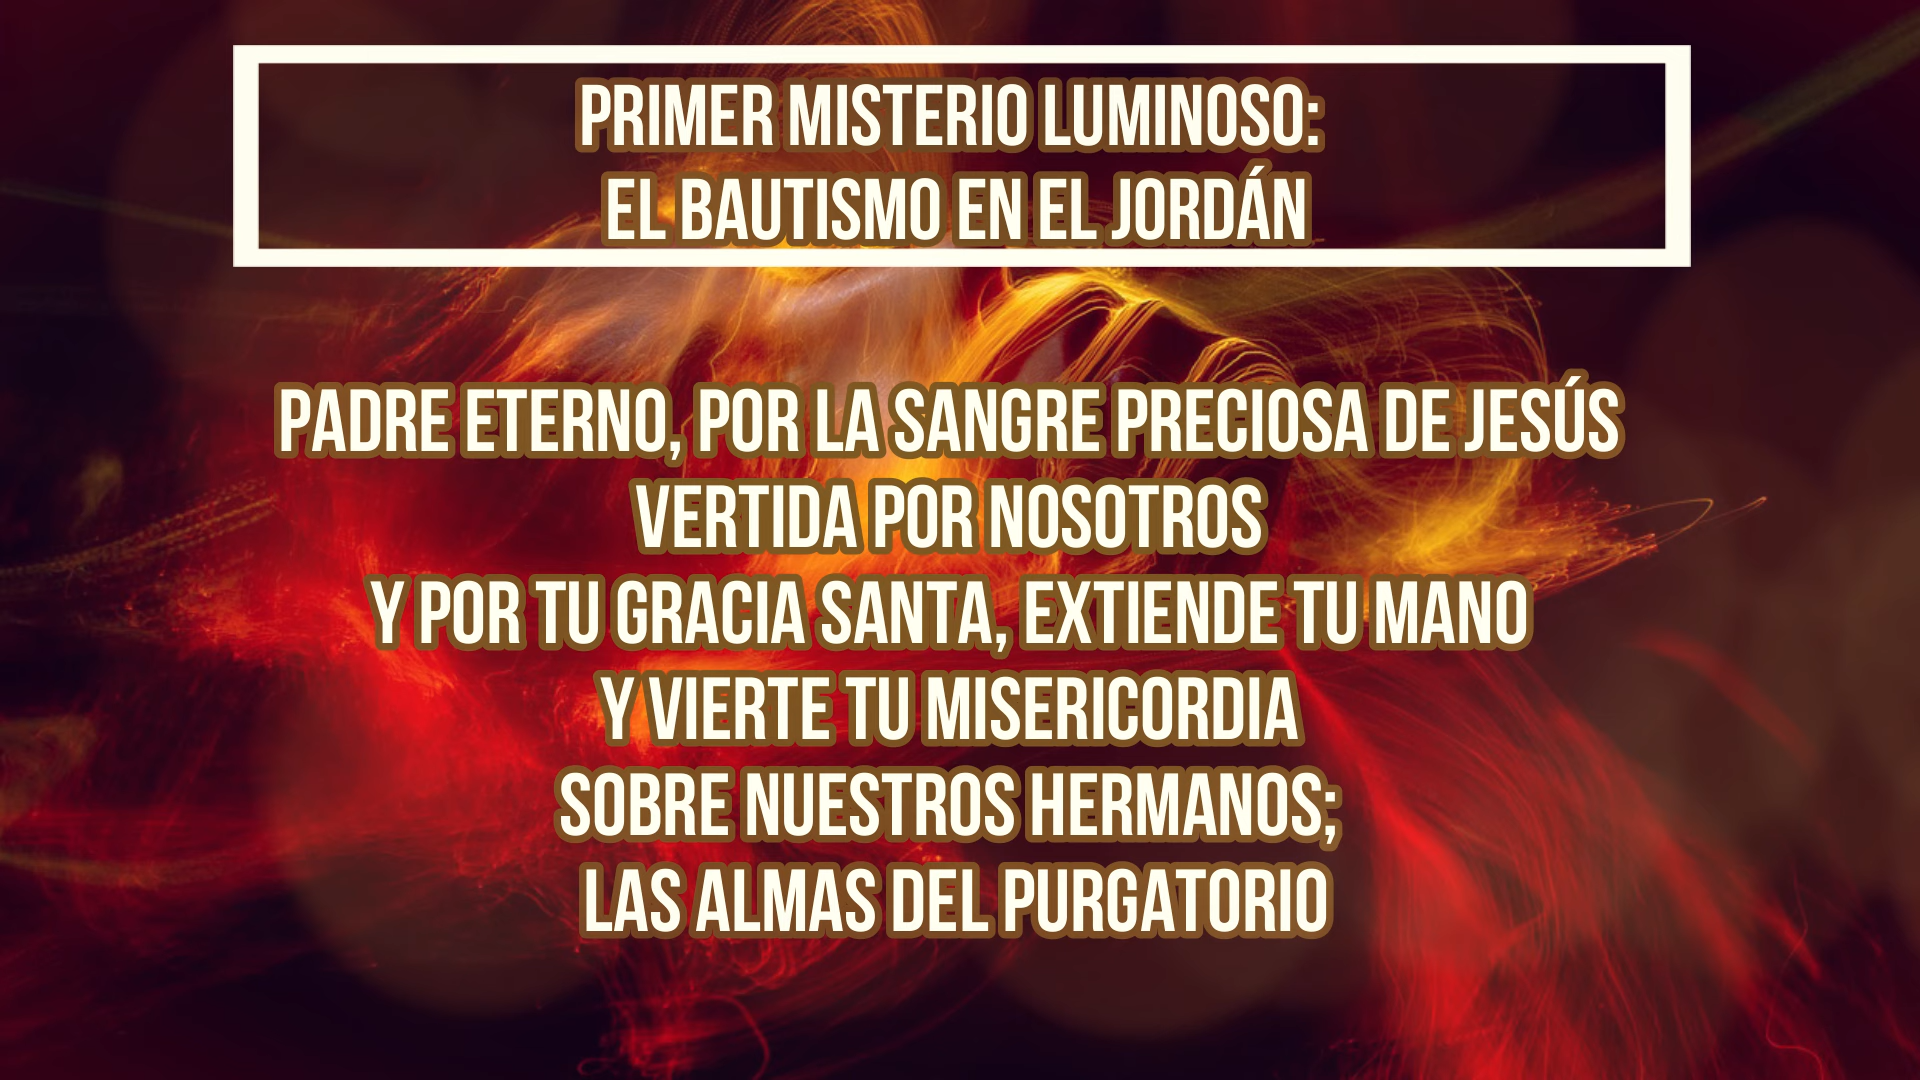 PRIMER MISTERIO LUMINOSO:
EL BAUTISMO EN EL JORDÁN
PADRE ETERNO, POR LA SANGRE PRECIOSA DE JESÚS
VERTIDA POR NOSOTROS
Y POR TU GRACIA SANTA, EXTIENDE TU MANO
Y VIERTE TU MISERICORDIA
SOBRE NUESTROS HERMANOS;
LAS ALMAS DEL PURGATORIO